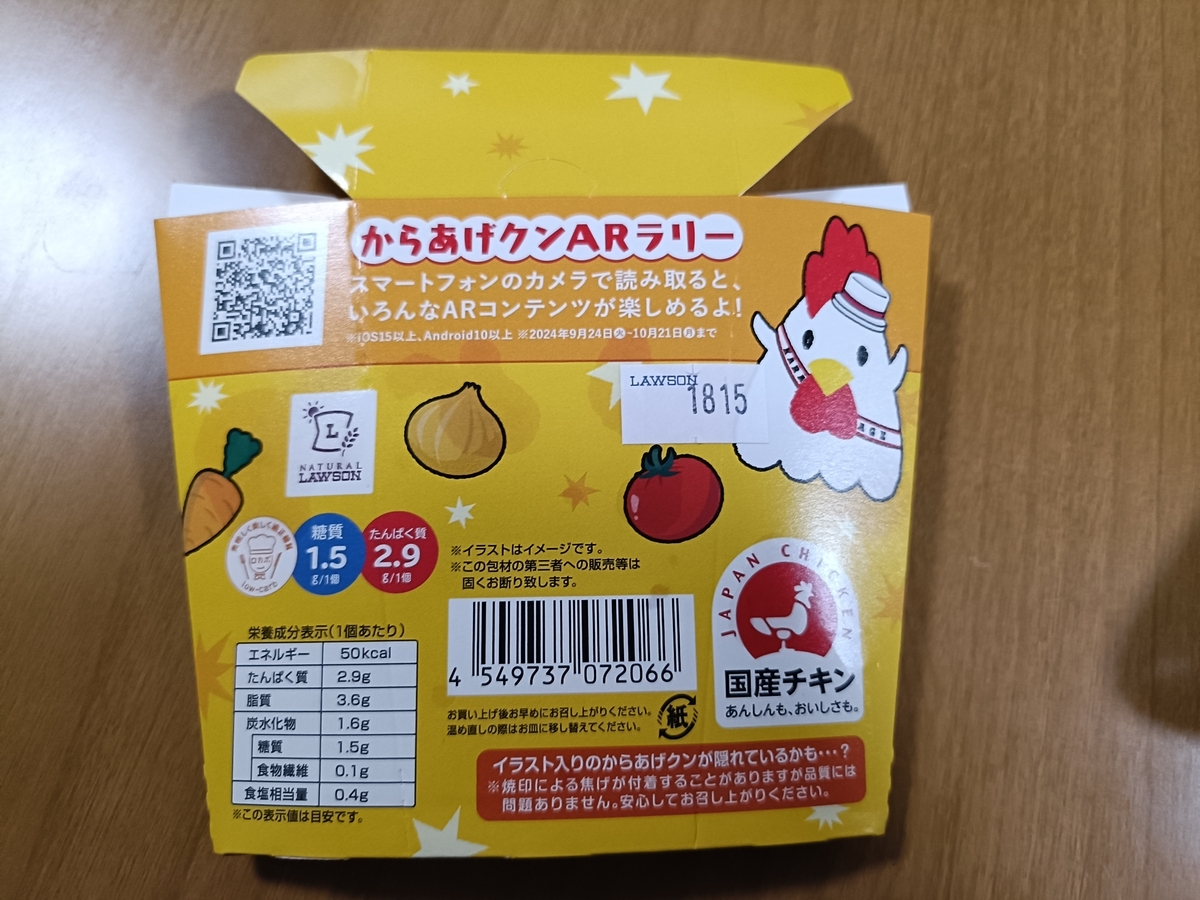 からあげクンARラリー
スマートフォンのカメラで読み取ると、
いろんなARコンテンツが楽しめるよ!
※iOS15以上、Android10以上 ※2024年9月24日㊋-10月21日㊊まで
LAWSON
1815
L
NATURAL
LAWSON
ロカボ
low-carb
糖質
1.5
g/1個
たんぱく質
2.9
g/1個
※イラストはイメージです。
※この包材の第三者への販売等は
固くお断り致します。
JAPAN CHICKEN
国産チキン
あんしんも、おいしさも。
栄養成分表示(1個あたり)
エネルギー 50kcal
たんぱく質 2.9g
脂質 3.6g
炭水化物 1.6g
糖質 1.5g
食物繊維 0.1g
食塩相当量 0.4g
※この表示値は目安です。
4 549737 072066
お買い上げ後お早めにお召し上がりください。
温め直しの際はお皿に移し替えてください。
紙
イラスト入りのからあげクンが隠れているかも…?
※焼印による焦げが付着することがありますが品質には
問題ありません。安心してお召し上がりください。